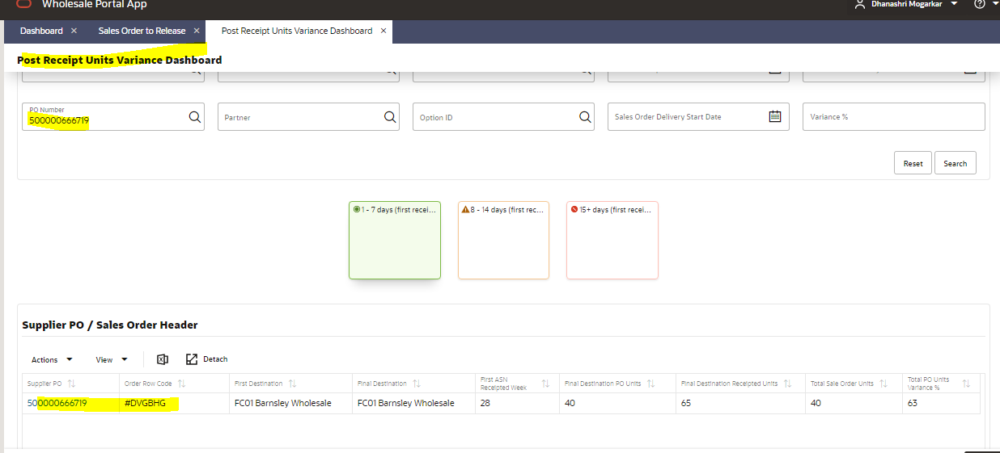 Wholesale Portal App
Dhanashri Mogarkar
Dashboard
Sales Order to Release
Post Receipt Units Variance Dashboard
Post Receipt Units Variance Dashboard
PO Number
500000666719
Partner
Option ID
Sales Order Delivery Start Date
Variance %
Reset
Search
1 - 7 days (first recei...
8 - 14 days (first rec...
15+ days (first recei...
Supplier PO / Sales Order Header
Actions
View
Detach
Supplier PO
Order Row Code
First Destination
Final Destination
First ASN
Receipted Week
Final Destination PO Units
Final Destination Receipted Units
Total Sale Order Units
Total PO Units
Variance %
500000666719
#DVGBHG
FC01 Barnsley Wholesale
FC01 Barnsley Wholesale
28
40
65
40
63